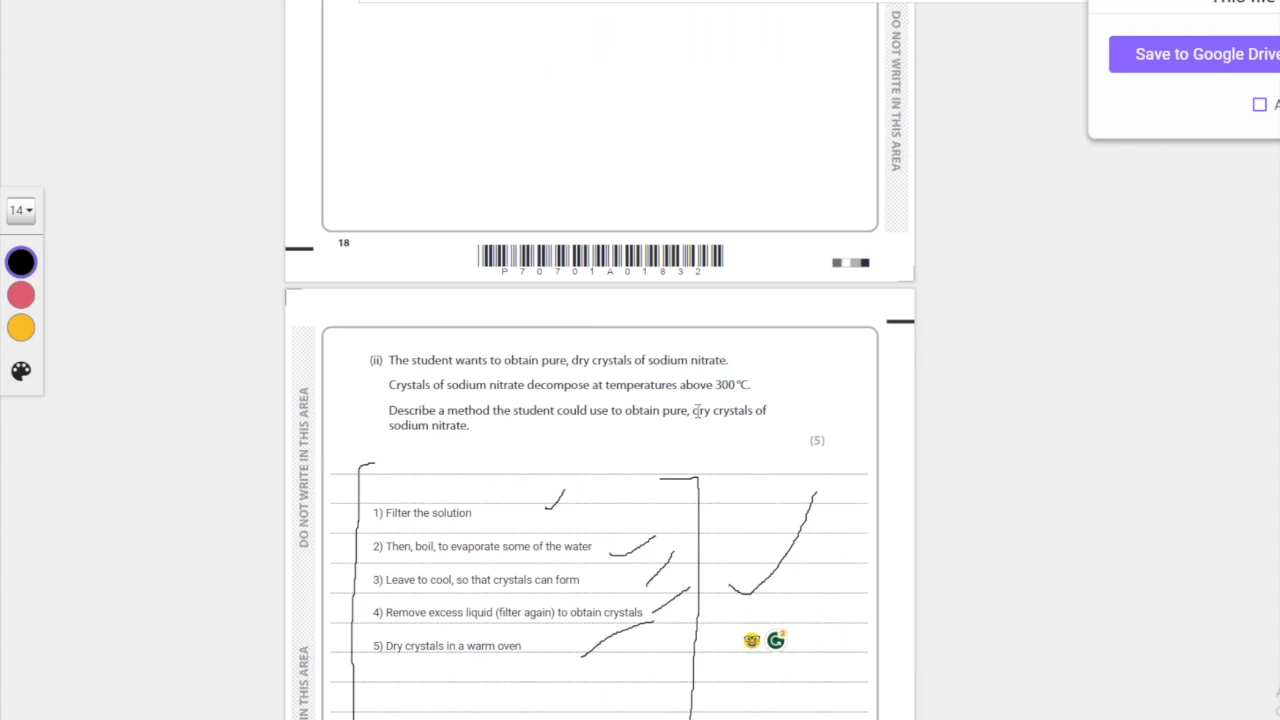 DO NOT WRITE IN THIS AREA
Save to Google Drive
14
18
P 7 0 7 0 1 A 0 1 8 3 2
(ii) The student wants to obtain pure, dry crystals of sodium nitrate.
Crystals of sodium nitrate decompose at temperatures above 300 °C.
Describe a method the student could use to obtain pure, dry crystals of
sodium nitrate.
(5)
DO NOT WRITE IN THIS AREA
1) Filter the solution
2) Then, boil, to evaporate some of the water
3) Leave to cool, so that crystals can form
4) Remove excess liquid (filter again) to obtain crystals
5) Dry crystals in a warm oven
IN THIS AREA